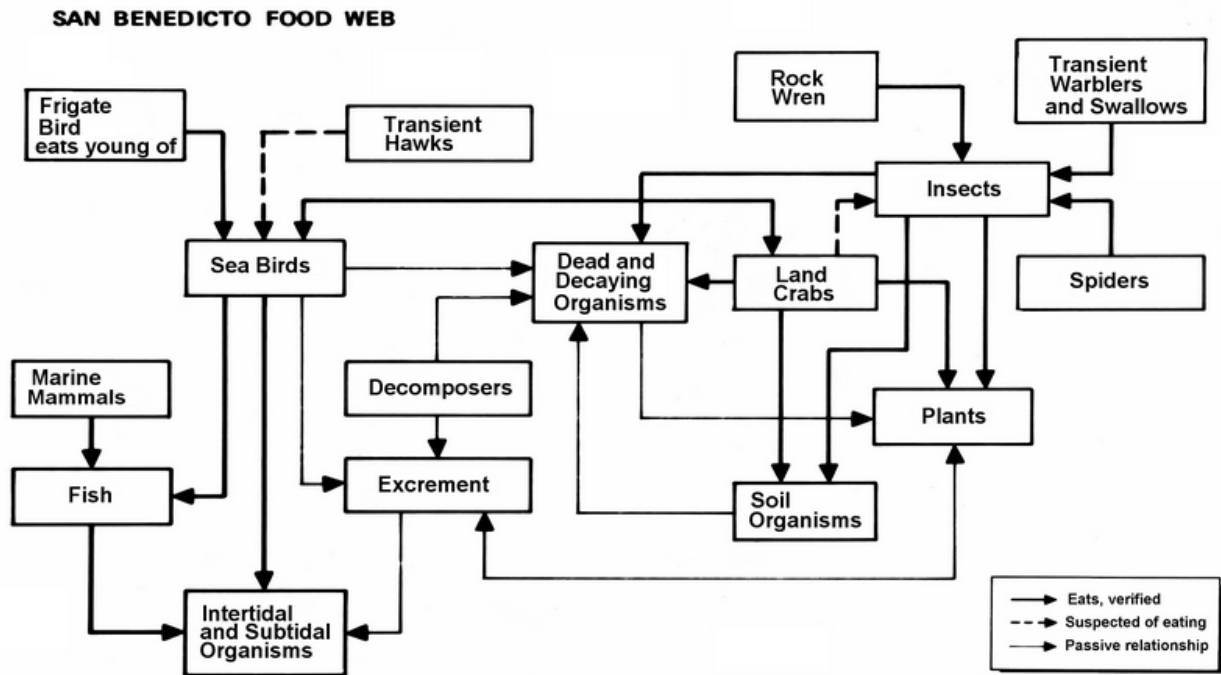 SAN BENEDICTO FOOD WEB
Frigate
Bird
eats young of
Transient
Hawks
Rock
Wren
Transient
Warblers
and Swallows
Insects
Sea Birds
Dead and
Decaying
Organisms
Land
Crabs
Spiders
Marine
Mammals
Decomposers
Plants
Fish
Excrement
Soil
Organisms
Intertidal
and Subtidal
Organisms
Eats, verified
Suspected of eating
Passive relationship